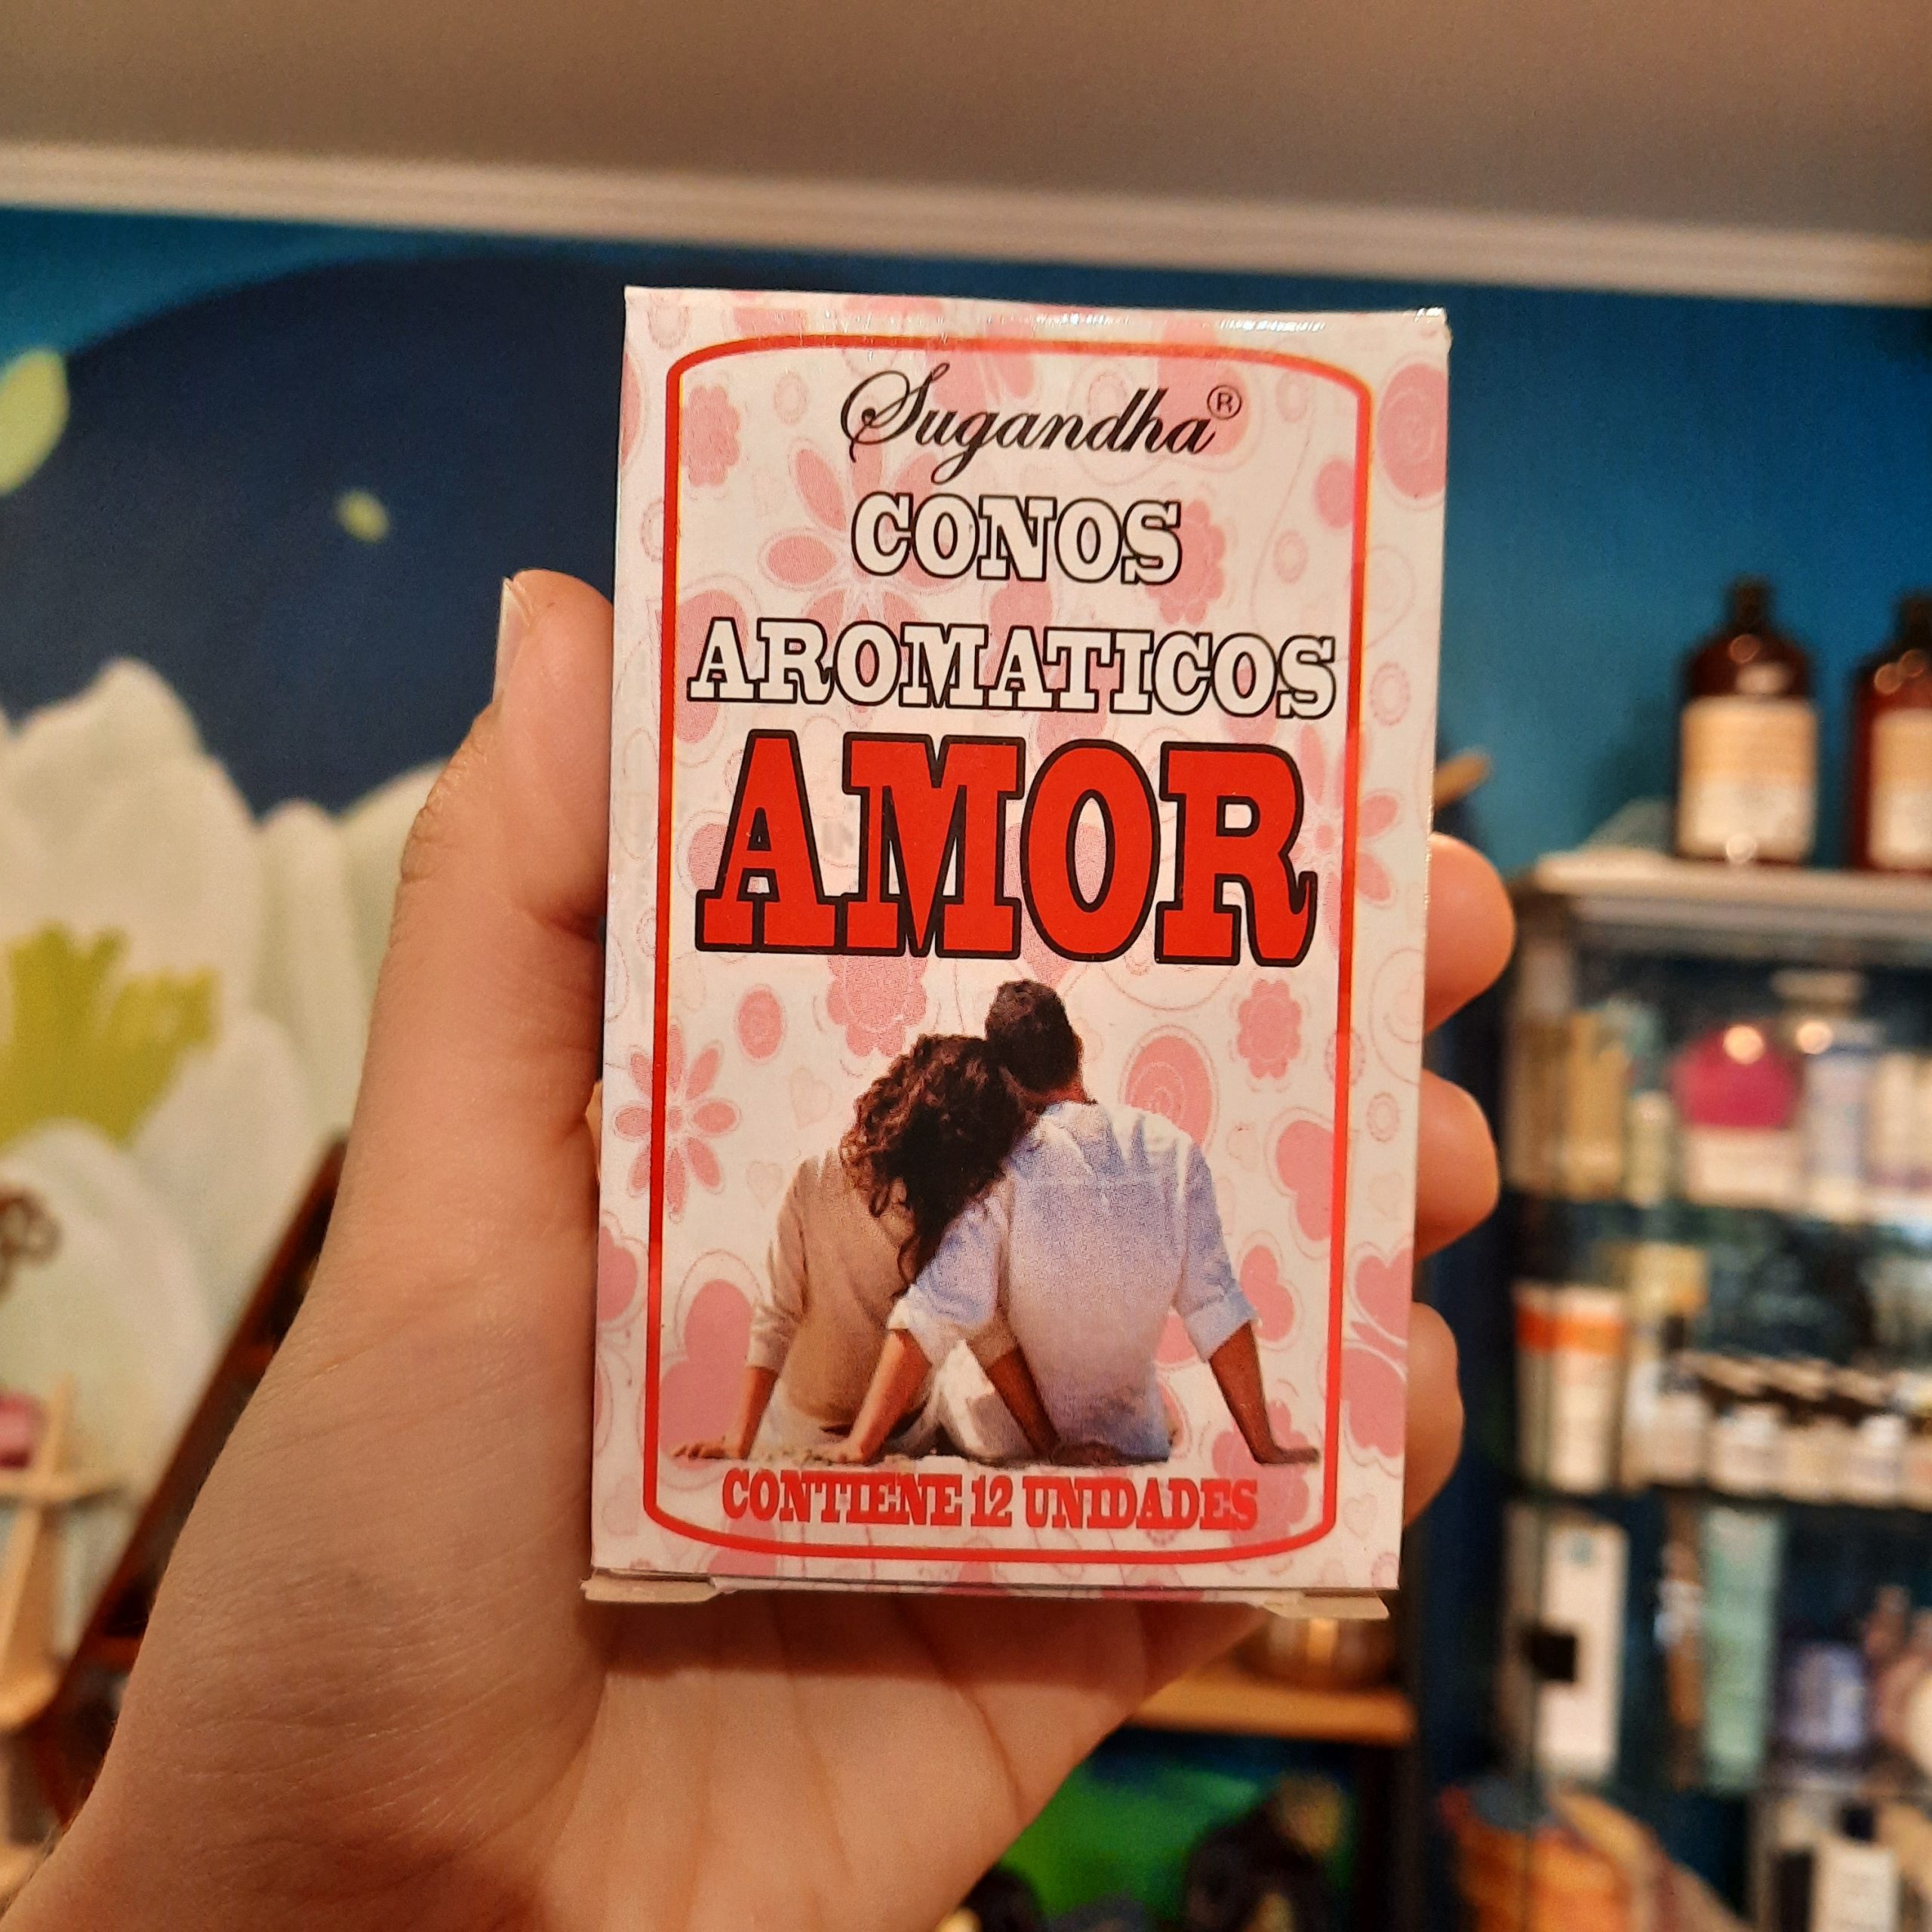 Sugandha®
CONOS
AROMATICOS
AMOR
CONTIENE 12 UNIDADES